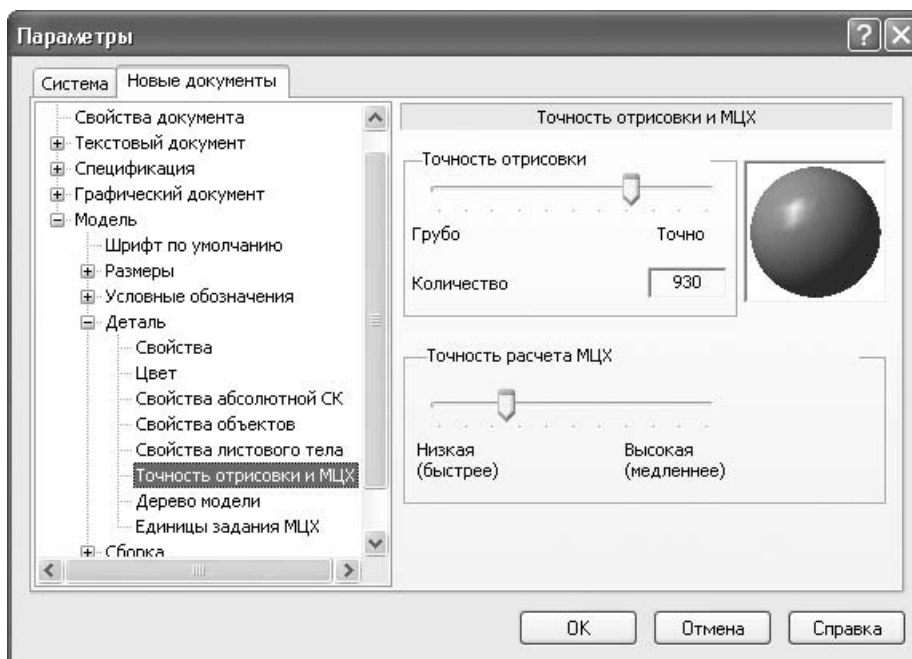 Параметры
Система
Новые документы
Свойства документа
Текстовый документ
Спецификация
Графический документ
Модель
Шрифт по умолчанию
Размеры
Условные обозначения
Деталь
Свойства
Цвет
Свойства абсолютной СК
Свойства объектов
Свойства листового тела
Точность отрисовки и МЦХ
Дерево модели
Единицы задания МЦХ
Сборка
Точность отрисовки и МЦХ
Точность отрисовки
Грубо Точно
Количество 930
Точность расчета МЦХ
Низкая Высокая
(быстрее) (медленнее)
OK Отмена Справка